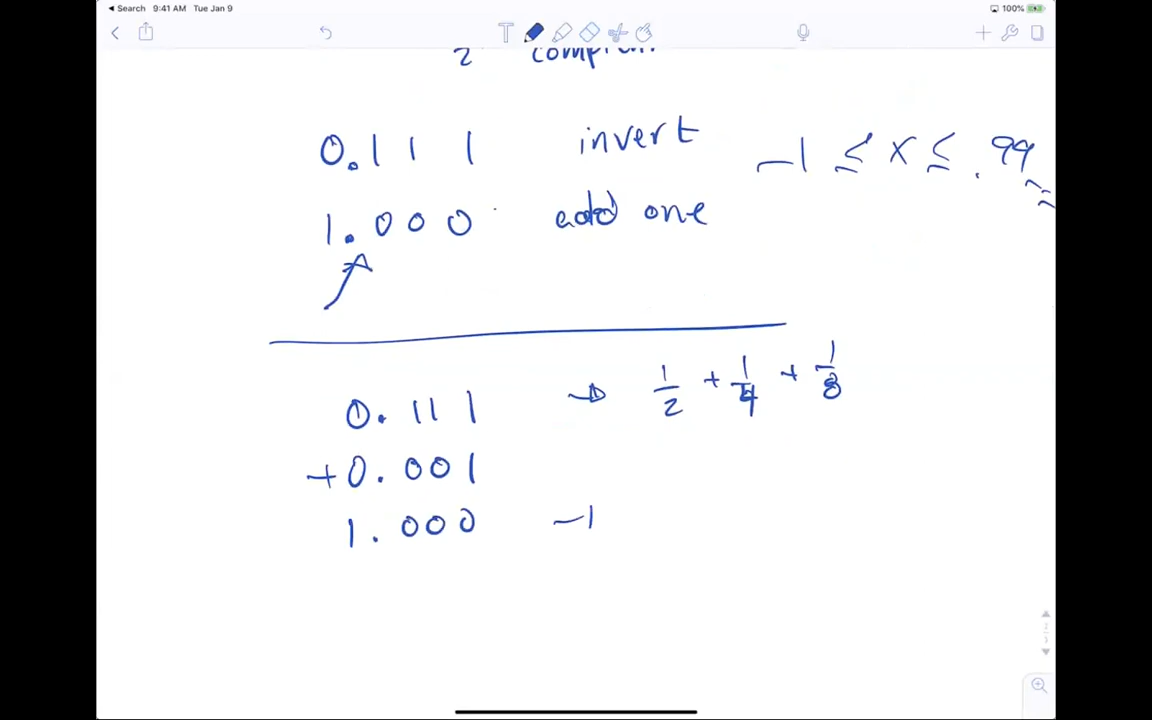 Search 9:41 AM Tue Jan 9 100%
T
2
0.111 invert -1 ≤ x ≤ .99
1.000 add one
0.111 → 1/2 + 1/4 + 1/8
+0.001
1.000 -1